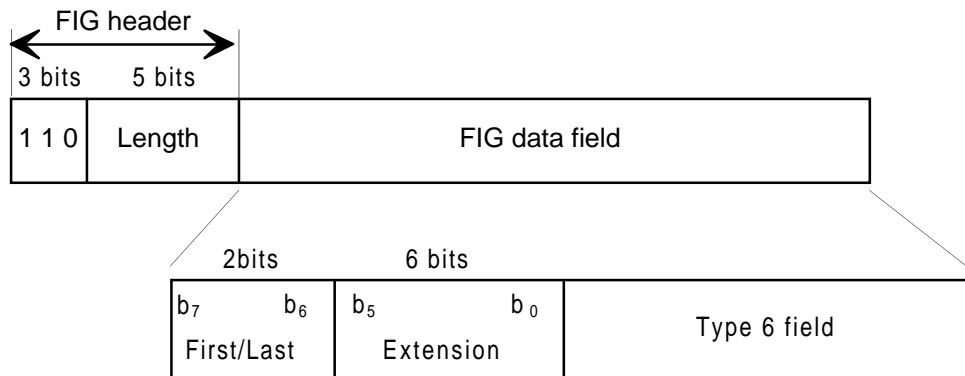 FIG header
3 bits 5 bits
1 1 0 Length FIG data field
2bits 6 bits
b7 b6 b5 b0
First/Last Extension Type 6 field